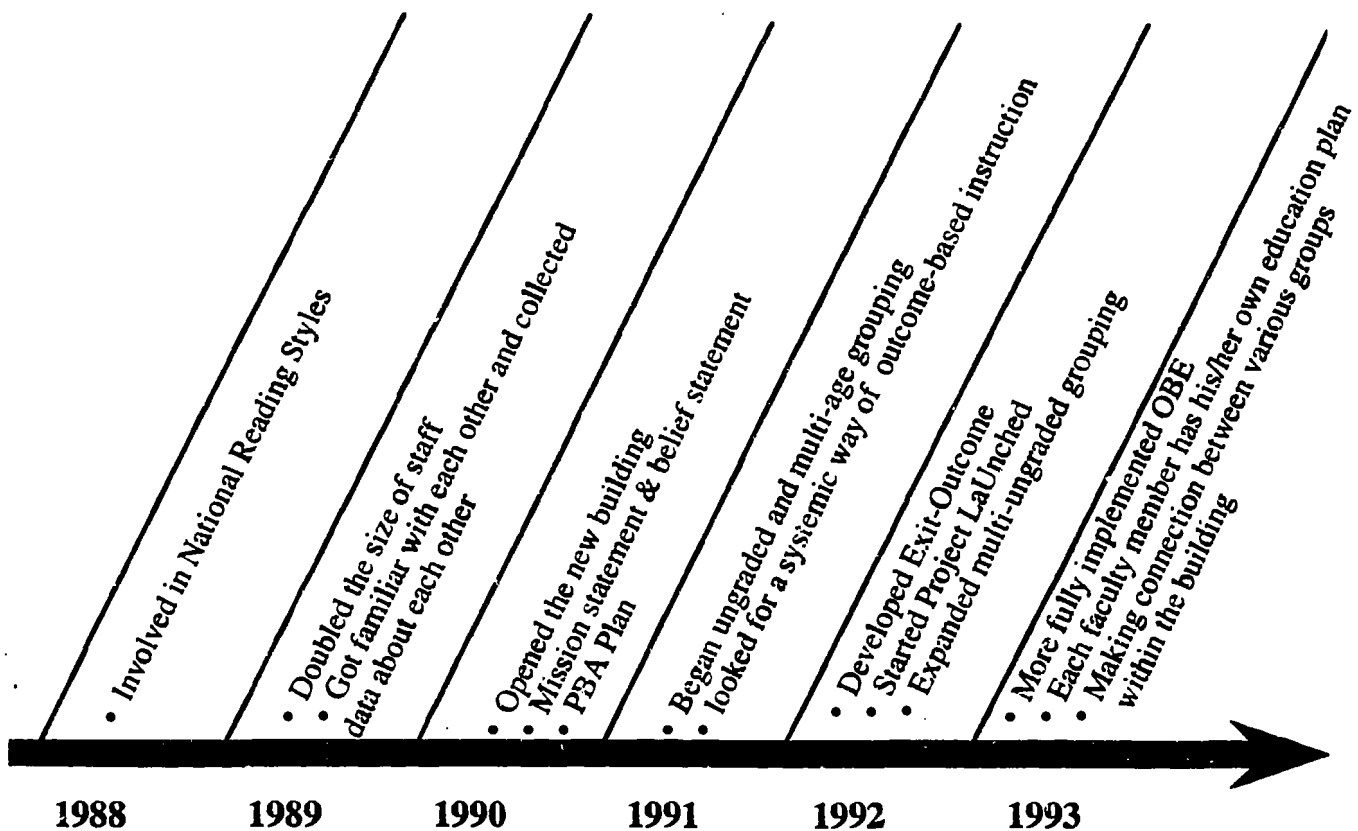 • Involved in National Reading Styles
• Doubled the size of staff
• Got familiar with each other and collected
data about each other
• Opened the new building
• Mission statement & belief statement
• PBA Plan
• Began ungraded and multi-age grouping
• looked for a systemic way of outcome-based instruction
• Developed Exit-Outcome
• Started Project LaUnched
• Expanded multi-ungraded grouping
• More fully implemented OBE
• Each faculty member has his/her own education plan
• Making connection between various groups
within the building
1988 1989 1990 1991 1992 1993